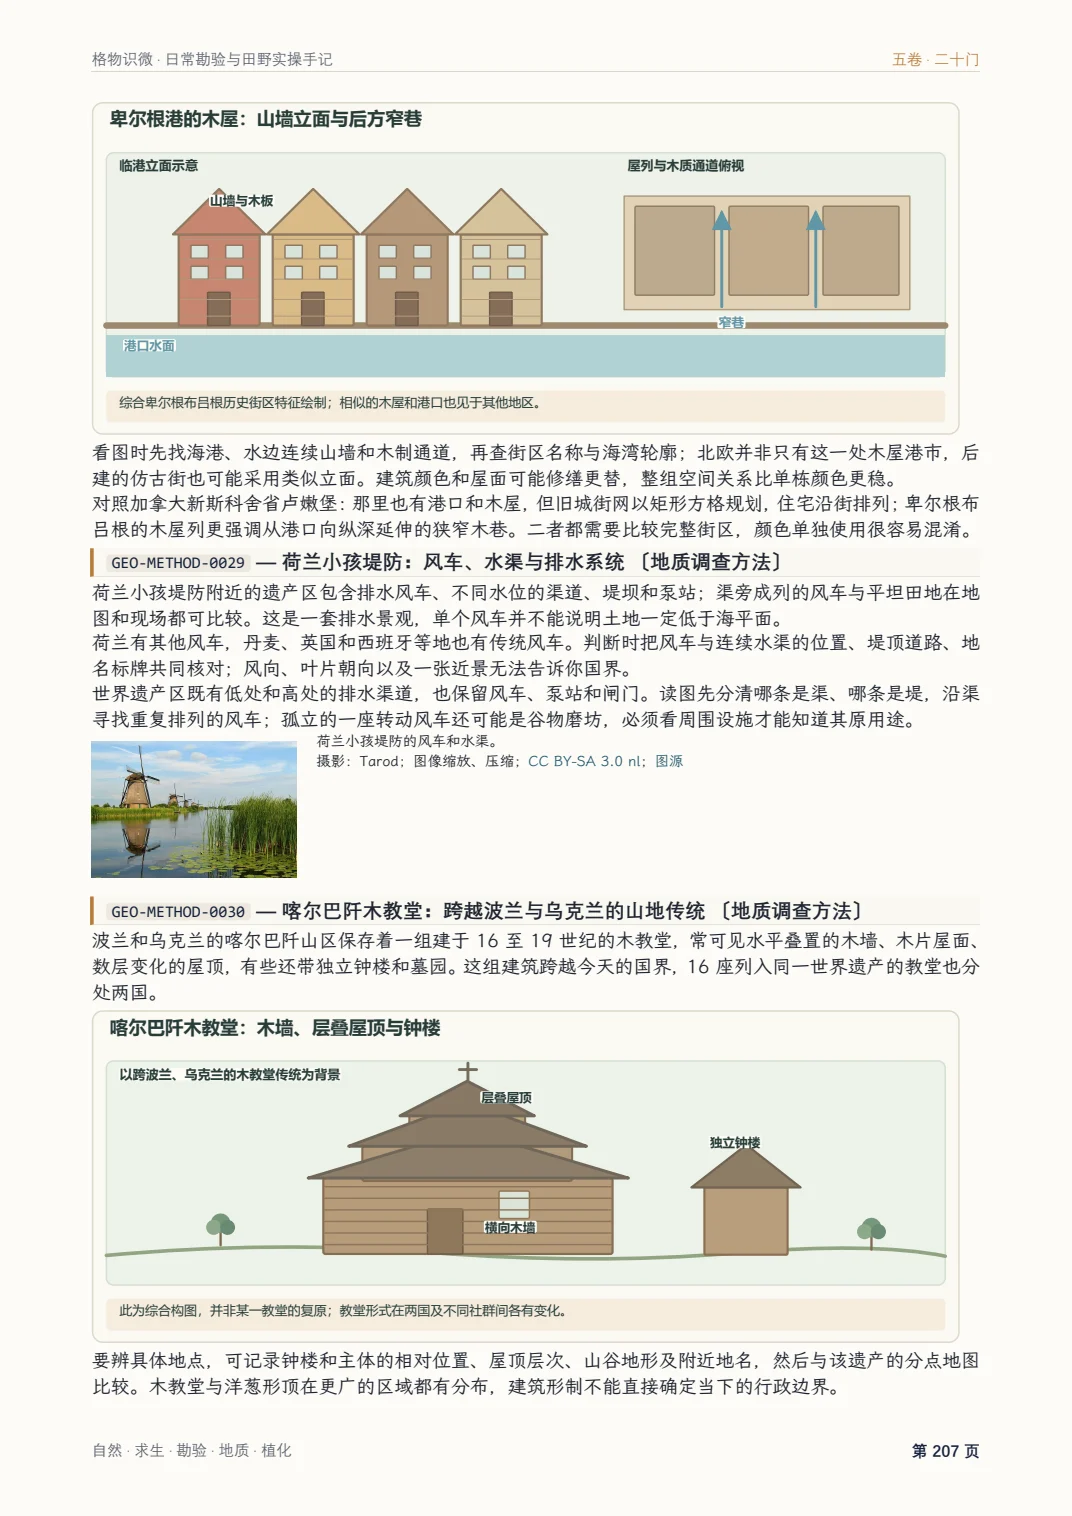 格物识微 · 日常勘验与田野实操手记
五卷 · 二十门
卑尔根港的木屋：山墙立面与后方窄巷
临港立面示意
屋列与木质通道俯视
山墙与木板
窄巷
港口水面
综合卑尔根布吕根历史街区特征绘制；相似的木屋和港口也见于其他地区。
看图时先找海港、水边连续山墙和木制通道，再查街区名称与海湾轮廓；北欧并非只有这一处木屋港市，后
建的仿古街也可能采用类似立面。建筑颜色和屋面可能修缮更替，整组空间关系比单栋颜色更稳。
对照加拿大新斯科舍省卢嫩堡：那里也有港口和木屋，但旧城街网以矩形方格规划，住宅沿街排列；卑尔根布
吕根的木屋列更强调从港口向纵深延伸的狭窄木巷。二者都需要比较完整街区，颜色单独使用很容易混淆。
GEO-METHOD-0029 — 荷兰小孩堤防：风车、水渠与排水系统 〔地质调查方法〕
荷兰小孩堤防附近的遗产区包含排水风车、不同水位的渠道、堤坝和泵站；渠旁成列的风车与平坦田地在地
图和现场都可比较。这是一套排水景观，单个风车并不能说明土地一定低于海平面。
荷兰有其他风车，丹麦、英国和西班牙等地也有传统风车。判断时把风车与连续水渠的位置、堤顶道路、地
名标牌共同核对；风向、叶片朝向以及一张近景无法告诉你国界。
世界遗产区既有低处和高处的排水渠道，也保留风车、泵站和闸门。读图先分清哪条是渠、哪条是堤，沿渠
寻找重复排列的风车；孤立的一座转动风车还可能是谷物磨坊，必须看周围设施才能知道其原用途。
荷兰小孩堤防的风车和水渠。
摄影：Tarod；图像缩放、压缩；CC BY-SA 3.0 nl；图源
GEO-METHOD-0030 — 喀尔巴阡木教堂：跨越波兰与乌克兰的山地传统 〔地质调查方法〕
波兰和乌克兰的喀尔巴阡山区保存着一组建于 16 至 19 世纪的木教堂，常可见水平叠置的木墙、木片屋面、
数层变化的屋顶，有些还带独立钟楼和墓园。这组建筑跨越今天的国界，16 座列入同一世界遗产的教堂也分
处两国。
喀尔巴阡木教堂：木墙、层叠屋顶与钟楼
以跨波兰、乌克兰的木教堂传统为背景
层叠屋顶
独立钟楼
横向木墙
此为综合构图，并非某一教堂的复原；教堂形式在两国及不同社群间各有变化。
要辨具体地点，可记录钟楼和主体的相对位置、屋顶层次、山谷地形及附近地名，然后与该遗产的分点地图
比较。木教堂与洋葱形顶在更广的区域都有分布，建筑形制不能直接确定当下的行政边界。
自然 · 求生 · 勘验 · 地质 · 植化
第 207 页